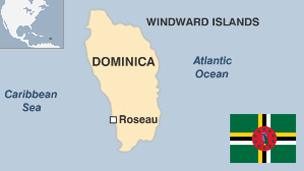 WINDWARD ISLANDS
DOMINICA
Atlantic
Ocean
Caribbean
Sea
Roseau